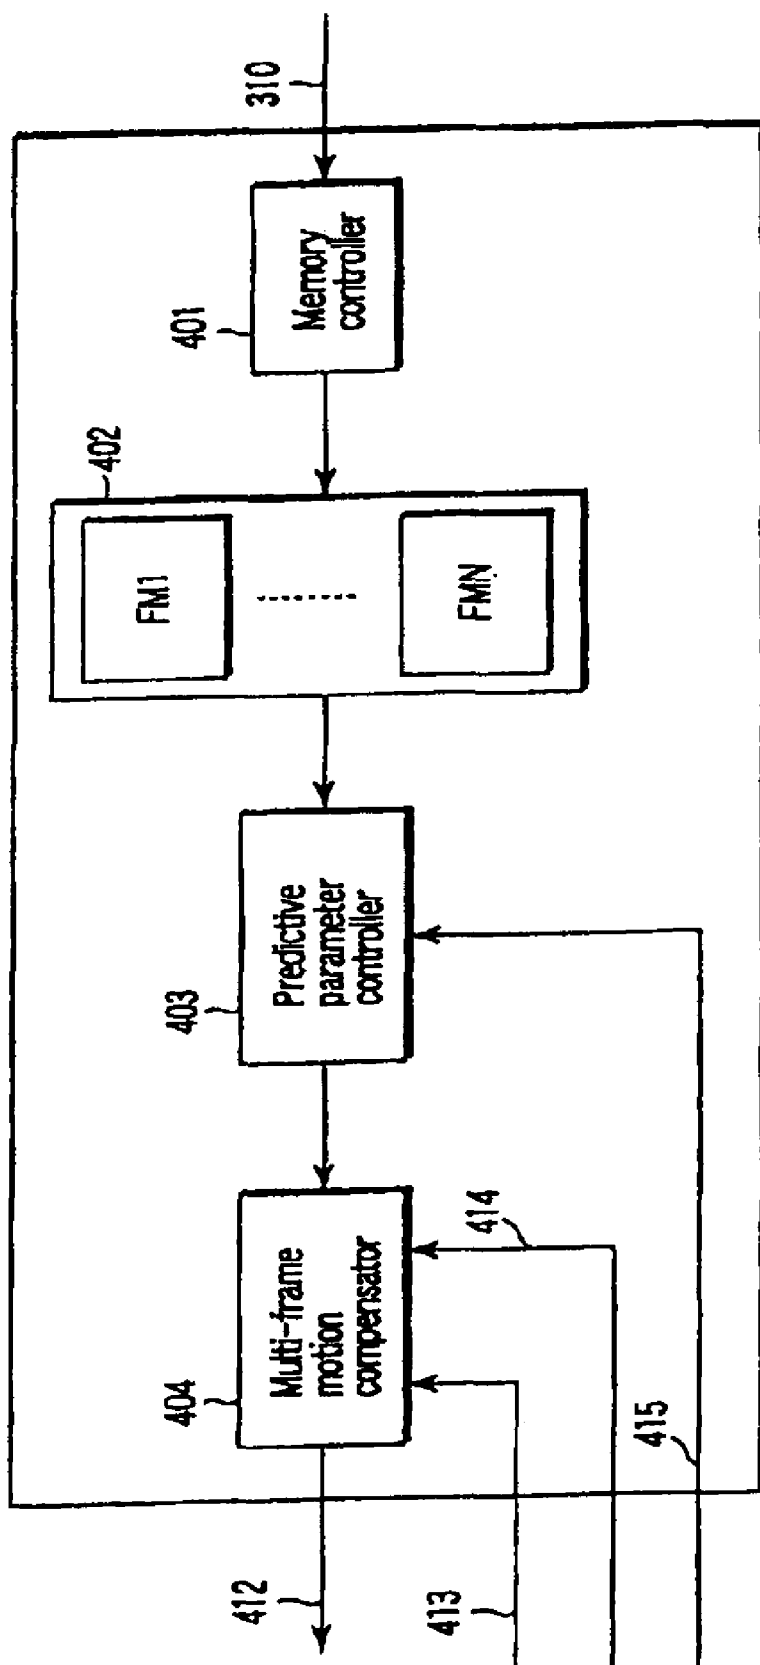 310
401
Memory
controller
402
FM1
FMN
403
Predictive
parameter
controller
404
Multi-frame
motion
compensator
414
415
412
413